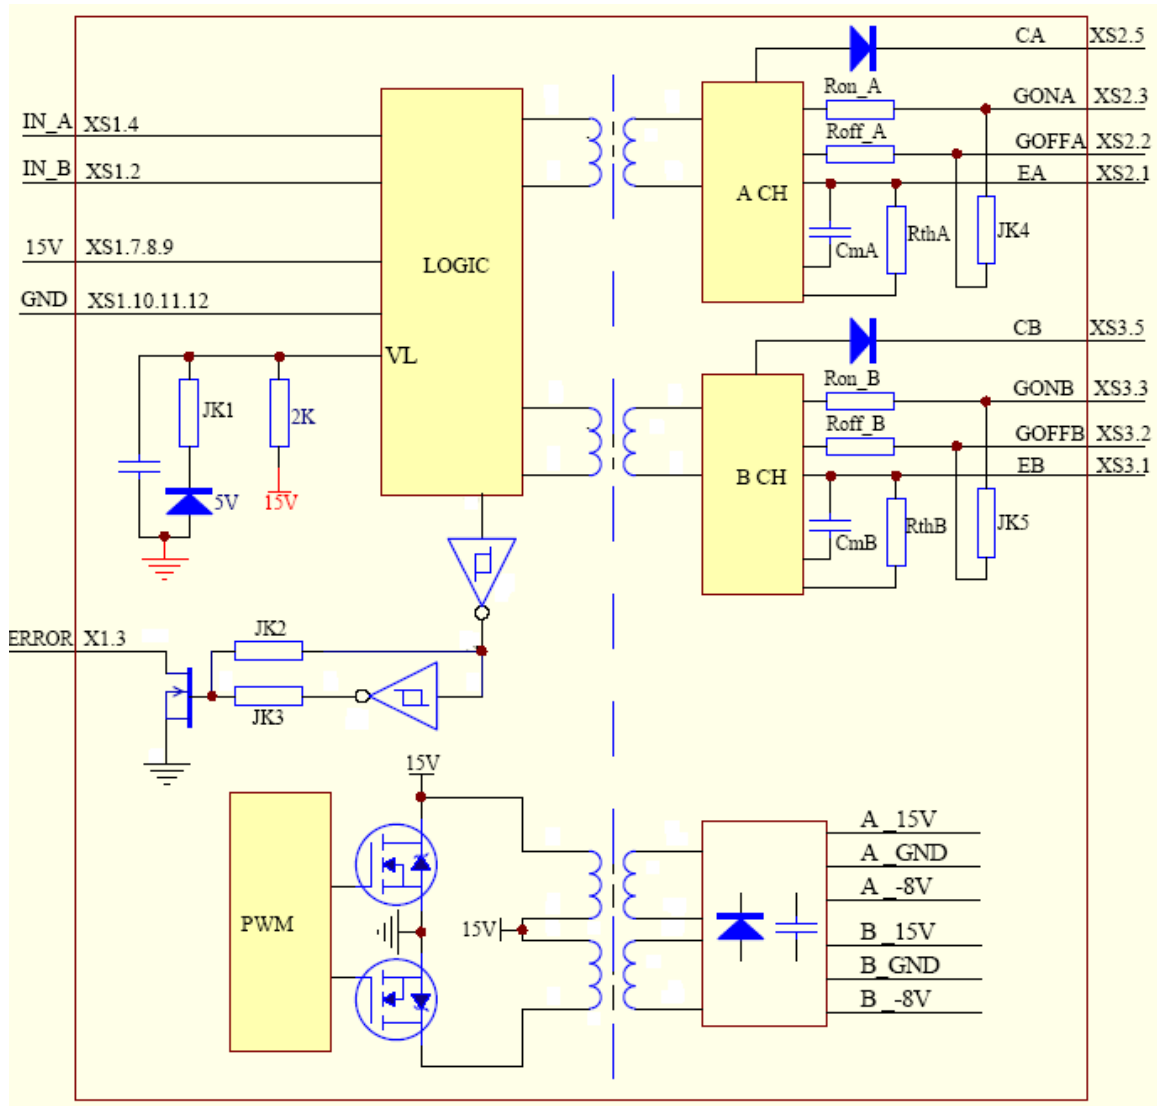 CA XS2.5
Ron_A
GONA XS2.3
IN_A XS1.4
Roff_A
GOFFA XS2.2
IN_B XS1.2
EA XS2.1
A CH
CmA
RthA
JK4
15V XS1.7.8.9
LOGIC
GND XS1.10.11.12
CB XS3.5
VL
Ron_B
GONB XS3.3
JK1
2K
Roff_B
GOFFB XS3.2
EB XS3.1
B CH
5V
15V
CmB
RthB
JK5
ERROR X1.3
JK2
JK3
15V
A_15V
A_GND
A_-8V
PWM
15V
B_15V
B_GND
B_-8V